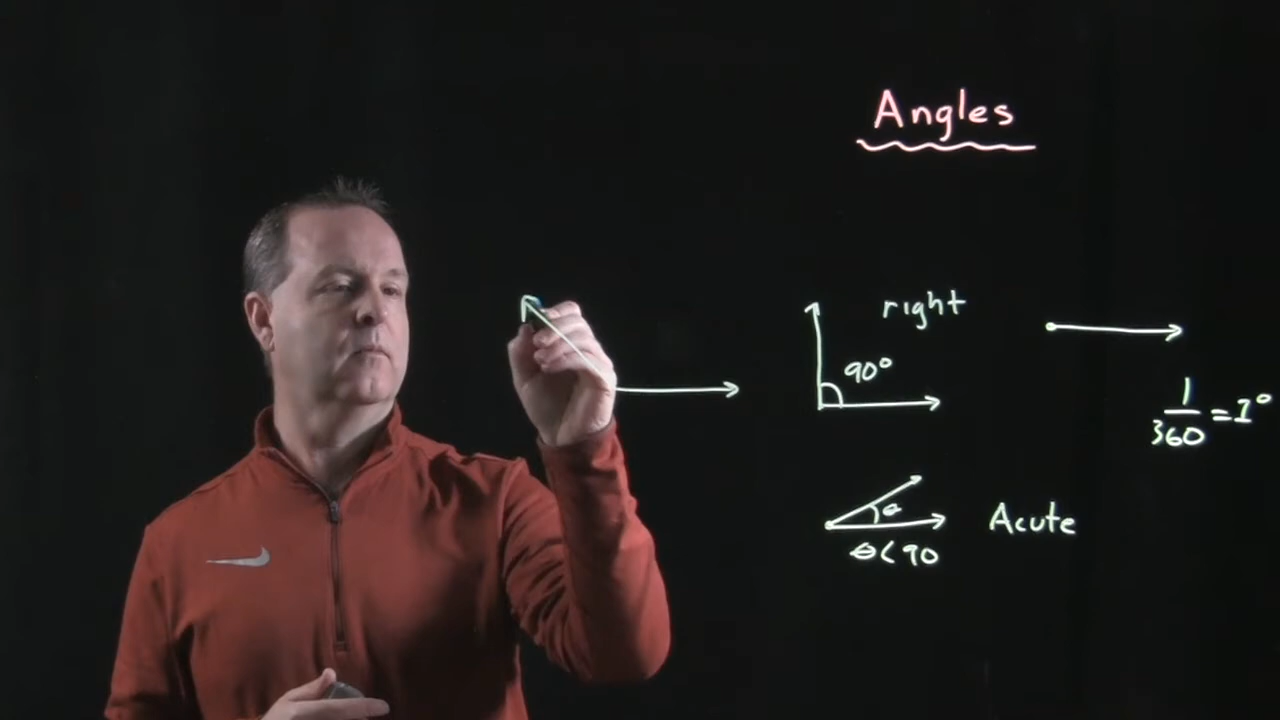 Angles
right
90°
1/360 = 1°
θ
Acute
θ<90